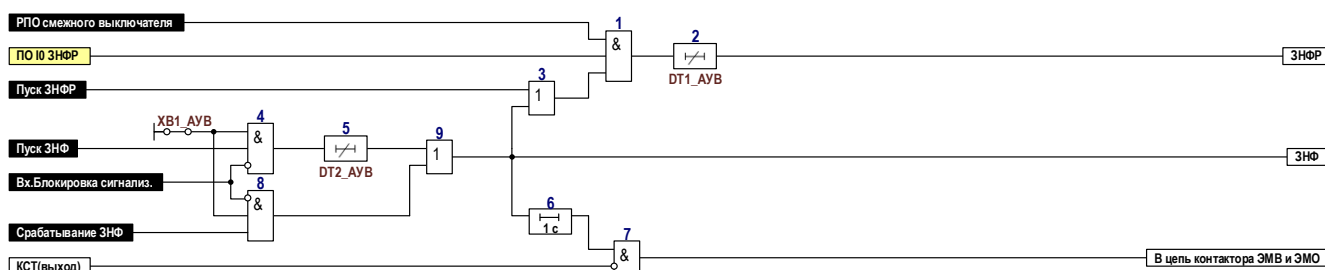 РПО смежного выключателя
1
&
2
DT1_АУВ
ЗНФР
ПО I0 ЗНФР
Пуск ЗНФР
3
1
ХВ1_АУВ
4
&
5
DT2_АУВ
9
1
Пуск ЗНФ
ЗНФ
Вх.Блокировка сигнализ.
8
&
6
1 с
Срабатывание ЗНФ
7
&
КСТ(выход)
В цепь контактора ЭМВ и ЭМО